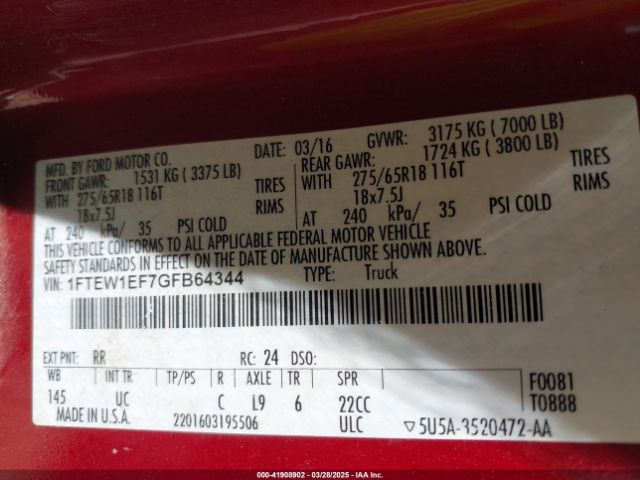 MFD. BY FORD MOTOR CO. DATE: 03/16 GVWR: 3175 KG ( 7000 LB)
FRONT GAWR: 1531 KG ( 3375 LB) REAR GAWR: 1724 KG ( 3800 LB)
WITH 275/65R18 116T TIRES WITH 275/65R18 116T TIRES
18x7.5J RIMS 18x7.5J RIMS
AT 240 kPa/ 35 PSI COLD AT 240 kPa/ 35 PSI COLD
THIS VEHICLE CONFORMS TO ALL APPLICABLE FEDERAL MOTOR VEHICLE
SAFETY STANDARDS IN EFFECT ON THE DATE OF MANUFACTURE SHOWN ABOVE.
VIN: 1FTEW1EF7GFB64344 TYPE: Truck
EXT PNT: RR RC: 24 DSO:
WB INT TR TP/PS R AXLE TR SPR F0081
145 UC C L9 6 22CC T0888
MADE IN U.S.A. 2201603195506 ULC ▽5U5A-3520472-AA
000-41908902 | 03/28/2025 - IAA Inc.